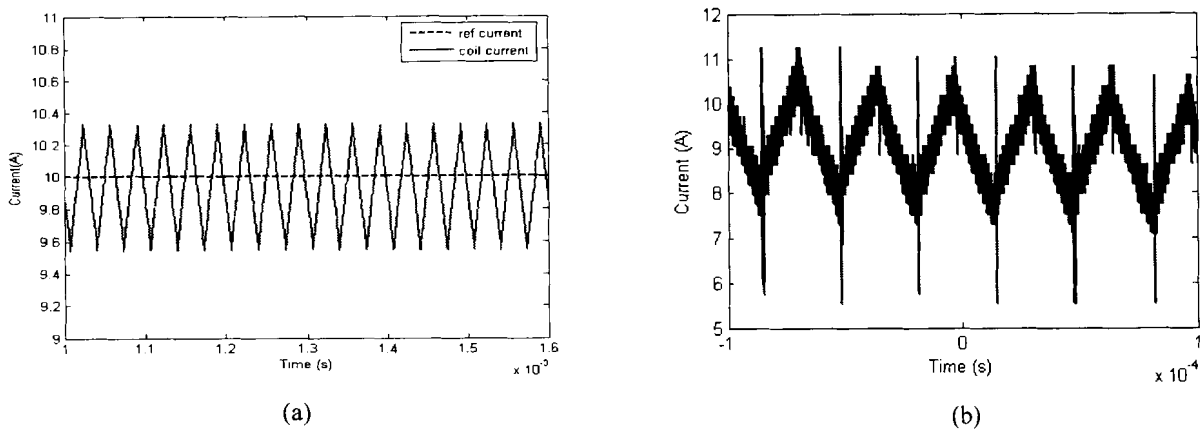 11
10.8
10.6
10.4
10.2
10
9.8
9.6
9.4
9.2
9
Current(A)
ref current
coil current
1
1.1
1.2
1.3
1.4
1.5
1.6
Time (s)
x 10⁻³
(a)
12
11
10
9
8
7
6
5
Current (A)
-1
0
1
Time (s)
x 10⁻⁴
(b)